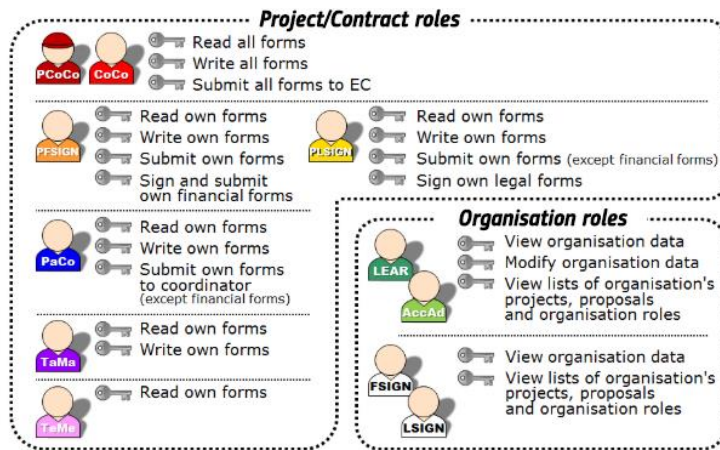 Project/Contract roles
PCoCo
CoCo
Read all forms
Write all forms
Submit all forms to EC
PFSIGN
Read own forms
Write own forms
Submit own forms
Sign and submit
own financial forms
PLSIGN
Read own forms
Write own forms
Submit own forms (except financial forms)
Sign own legal forms
PaCo
Read own forms
Write own forms
Submit own forms
to coordinator
(except financial forms)
TaMa
Read own forms
Write own forms
TeMe
Read own forms
Organisation roles
LEAR
AccAd
View organisation data
Modify organisation data
View lists of organisation's
projects, proposals
and organisation roles
FSIGN
LSIGN
View organisation data
View lists of organisation's
projects, proposals
and organisation roles